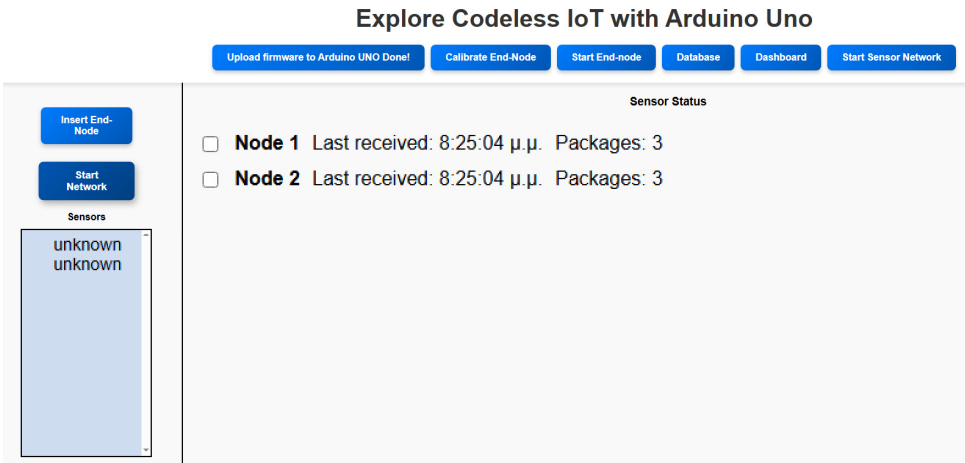 Explore Codeless IoT with Arduino Uno
Upload firmware to Arduino UNO Done! Calibrate End-Node Start End-node Database Dashboard Start Sensor Network
Insert End-
Node
Start
Network
Sensors
unknown
unknown
Sensor Status
Node 1 Last received: 8:25:04 μ.μ. Packages: 3
Node 2 Last received: 8:25:04 μ.μ. Packages: 3